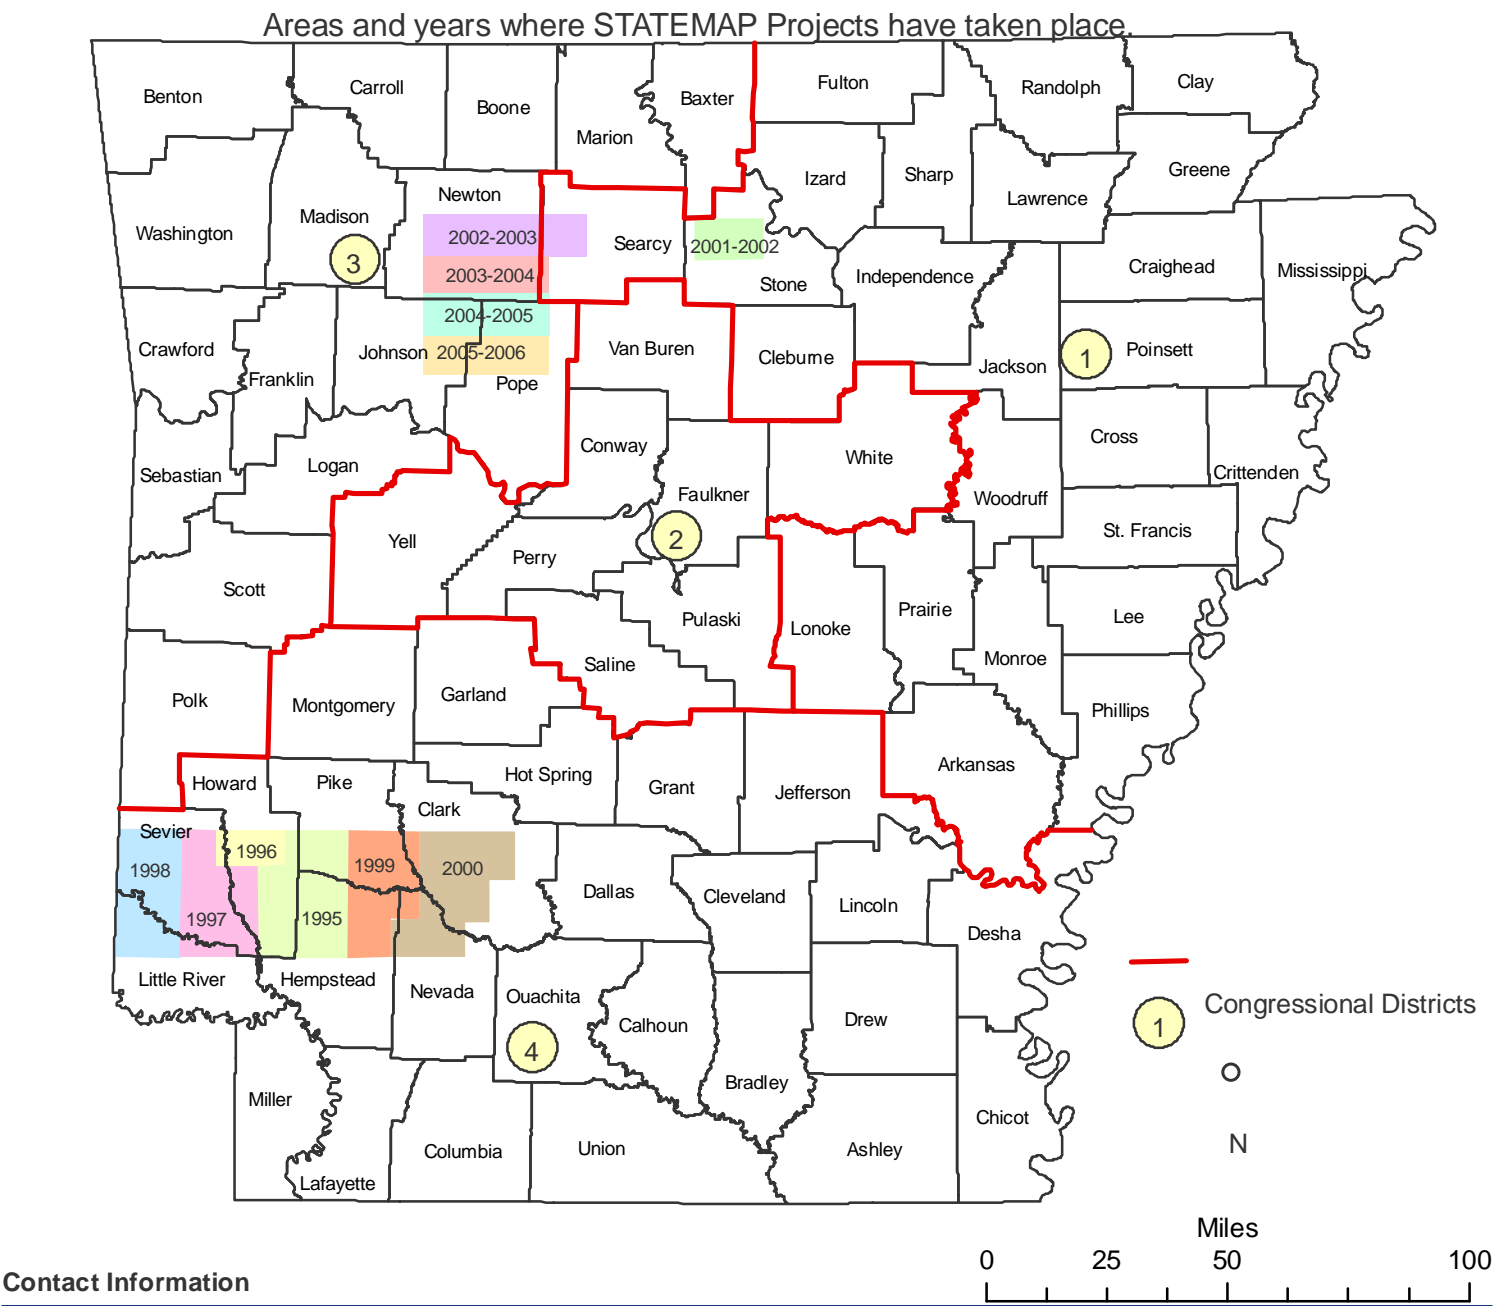 Areas and years where STATEMAP Projects have taken place.
Benton
Carroll
Boone
Marion
Baxter
Fulton
Randolph
Clay
Washington
Madison
Newton
Searcy
Stone
Izard
Sharp
Lawrence
Greene
3
2002-2003
2003-2004
2001-2002
Independence
Craighead
Mississippi
Crawford
Franklin
Johnson
2004-2005
2005-2006
Pope
Van Buren
Cleburne
Jackson
1
Poinsett
Sebastian
Logan
Conway
Faulkner
White
Woodruff
Cross
Crittenden
St. Francis
Scott
Yell
Perry
2
Pulaski
Lonoke
Prairie
Monroe
Lee
Phillips
Polk
Montgomery
Garland
Saline
Hot Spring
Grant
Jefferson
Arkansas
Howard
Pike
Clark
Sevier
1998
1997
1996
1995
1999
2000
Dallas
Cleveland
Lincoln
Desha
Little River
Hempstead
Nevada
Ouachita
4
Calhoun
Bradley
Drew
Chicot
Miller
Lafayette
Columbia
Union
Ashley
1
Congressional Districts
N
Miles
0 25 50 100
Contact Information